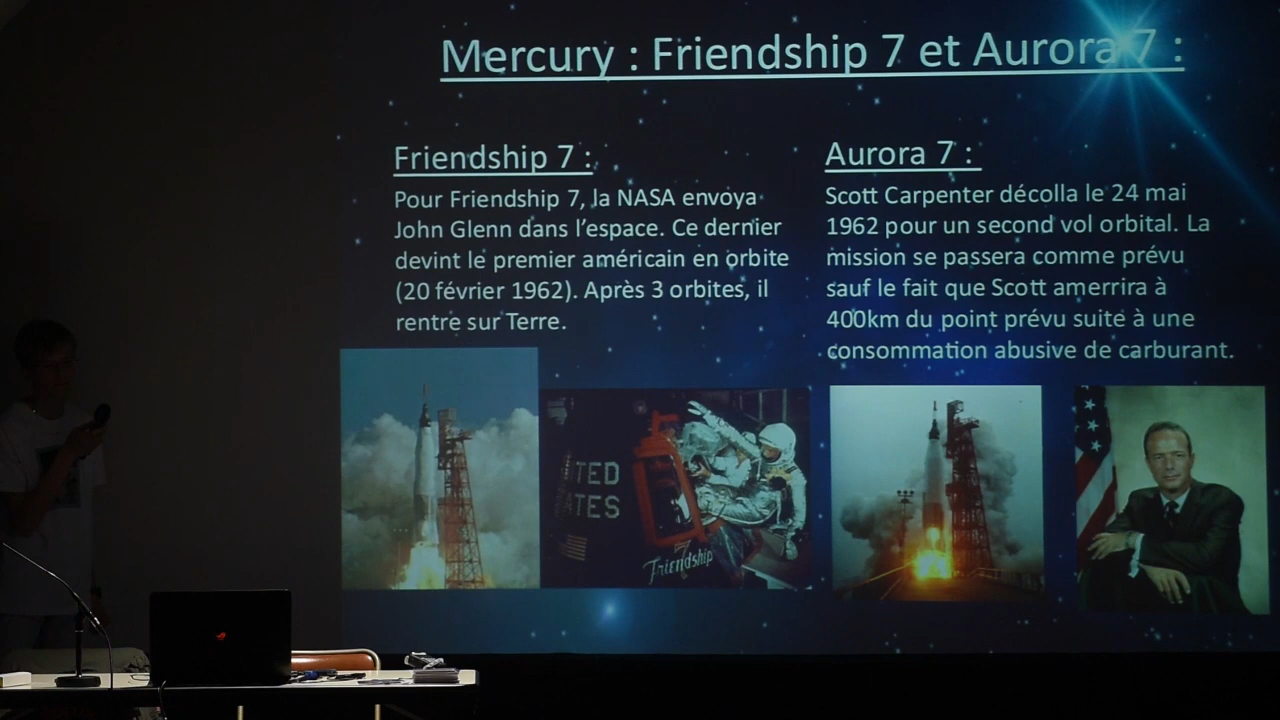 Mercury : Friendship 7 et Aurora 7 :
Friendship 7 :
Pour Friendship 7, la NASA envoya
John Glenn dans l'espace. Ce dernier
devint le premier américain en orbite
(20 février 1962). Après 3 orbites, il
rentre sur Terre.
Aurora 7 :
Scott Carpenter décolla le 24 mai
1962 pour un second vol orbital. La
mission se passera comme prévu
sauf le fait que Scott amerrira à
400km du point prévu suite à une
consommation abusive de carburant.
TED
ATES
Friendship
7